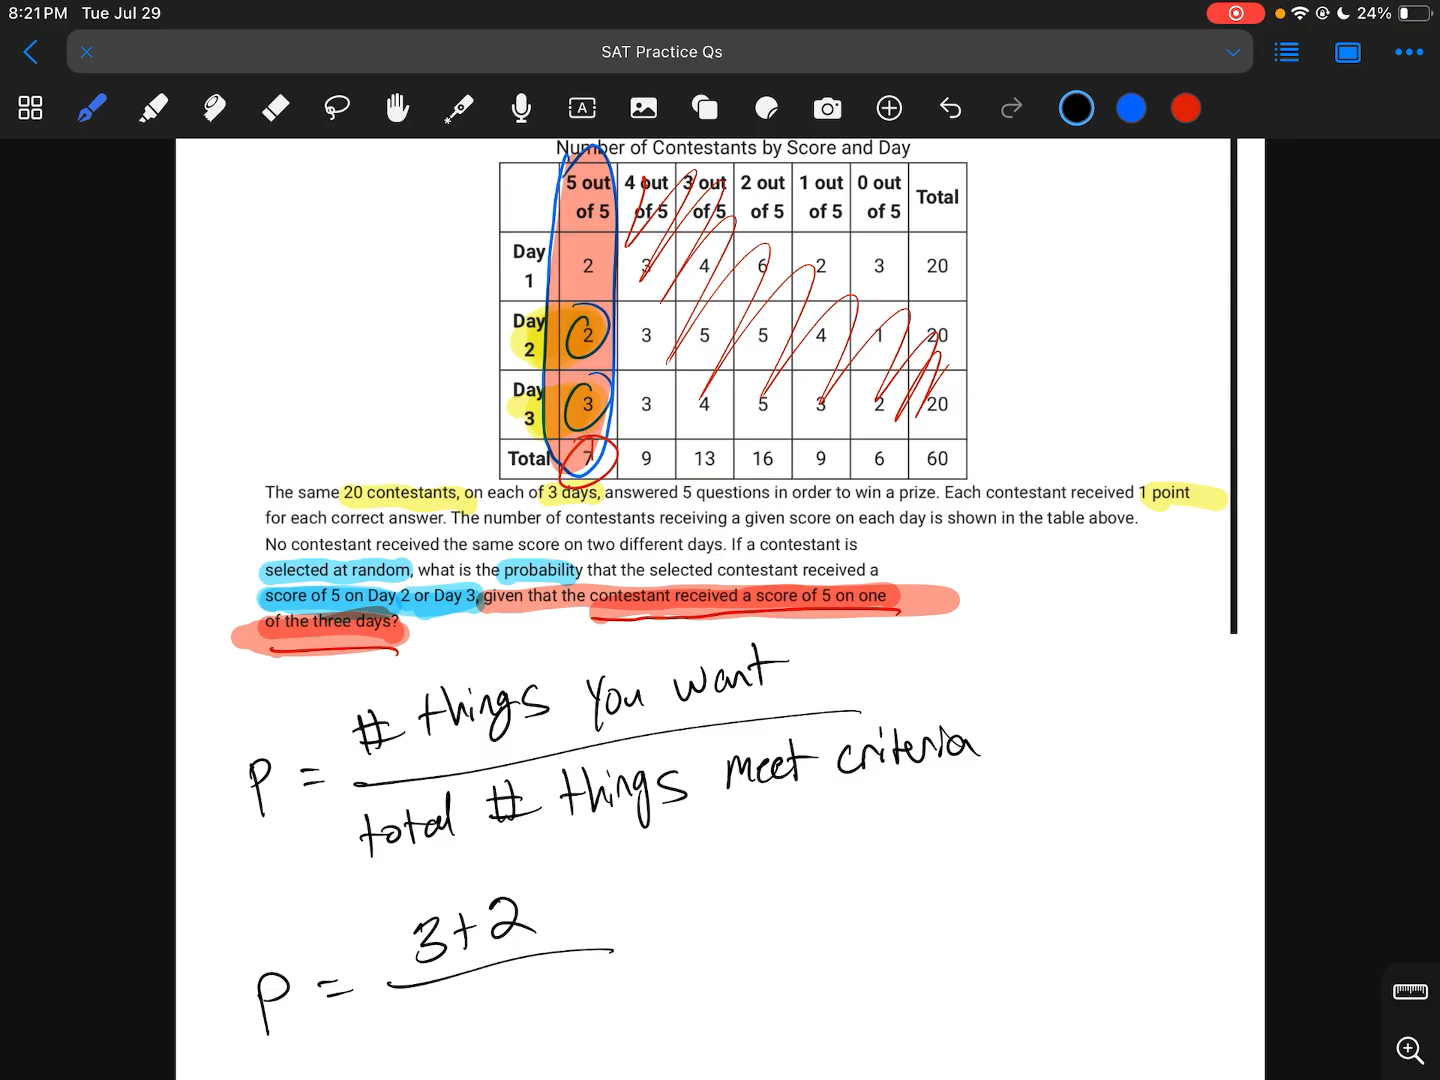 8:21PM Tue Jul 29
24%
SAT Practice Qs
A
Number of Contestants by Score and Day
5 out of 5 4 out of 5 3 out of 5 2 out of 5 1 out of 5 0 out of 5 Total
Day 1 2 3 4 6 2 3 20
Day 2 2 3 5 5 4 1 20
Day 3 3 3 4 5 3 2 20
Total 7 9 13 16 9 6 60
The same 20 contestants, on each of 3 days, answered 5 questions in order to win a prize. Each contestant received 1 point
for each correct answer. The number of contestants receiving a given score on each day is shown in the table above.
No contestant received the same score on two different days. If a contestant is
selected at random, what is the probability that the selected contestant received a
score of 5 on Day 2 or Day 3, given that the contestant received a score of 5 on one
of the three days?
P = # things you want
total # things meet criteria
P = 3+2